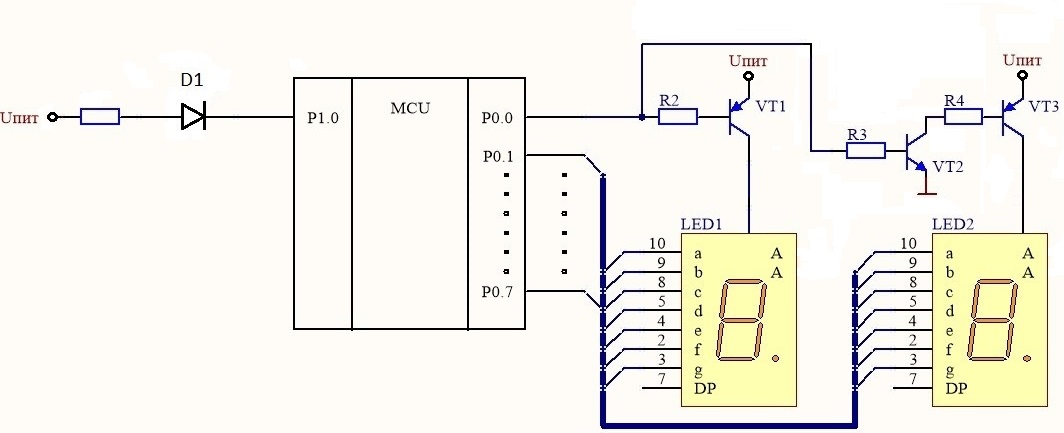 Uпит
D1
P1.0
MCU
P0.0
P0.1
P0.7
R2
Uпит
VT1
R3
VT2
R4
Uпит
VT3
LED1
10 a A
9 b A
8 c
5 d
4 e
2 f
3 g
7 DP
LED2
10 a A
9 b A
8 c
5 d
4 e
2 f
3 g
7 DP